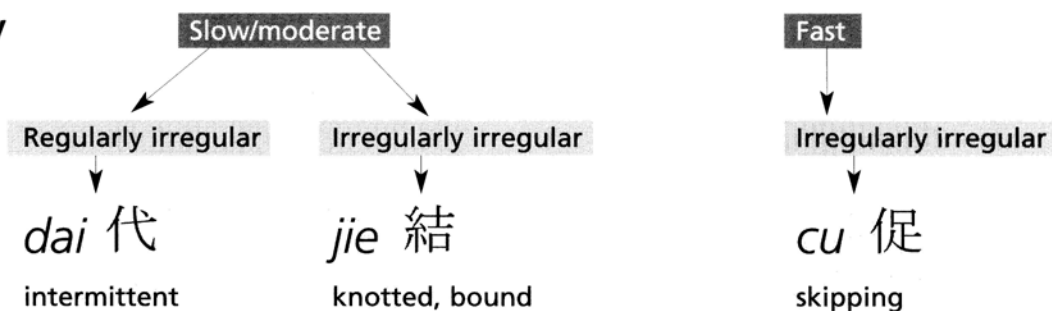 Slow/moderate Fast
Regularly irregular Irregularly irregular Irregularly irregular
dai 代 jie 結 cu 促
intermittent knotted, bound skipping